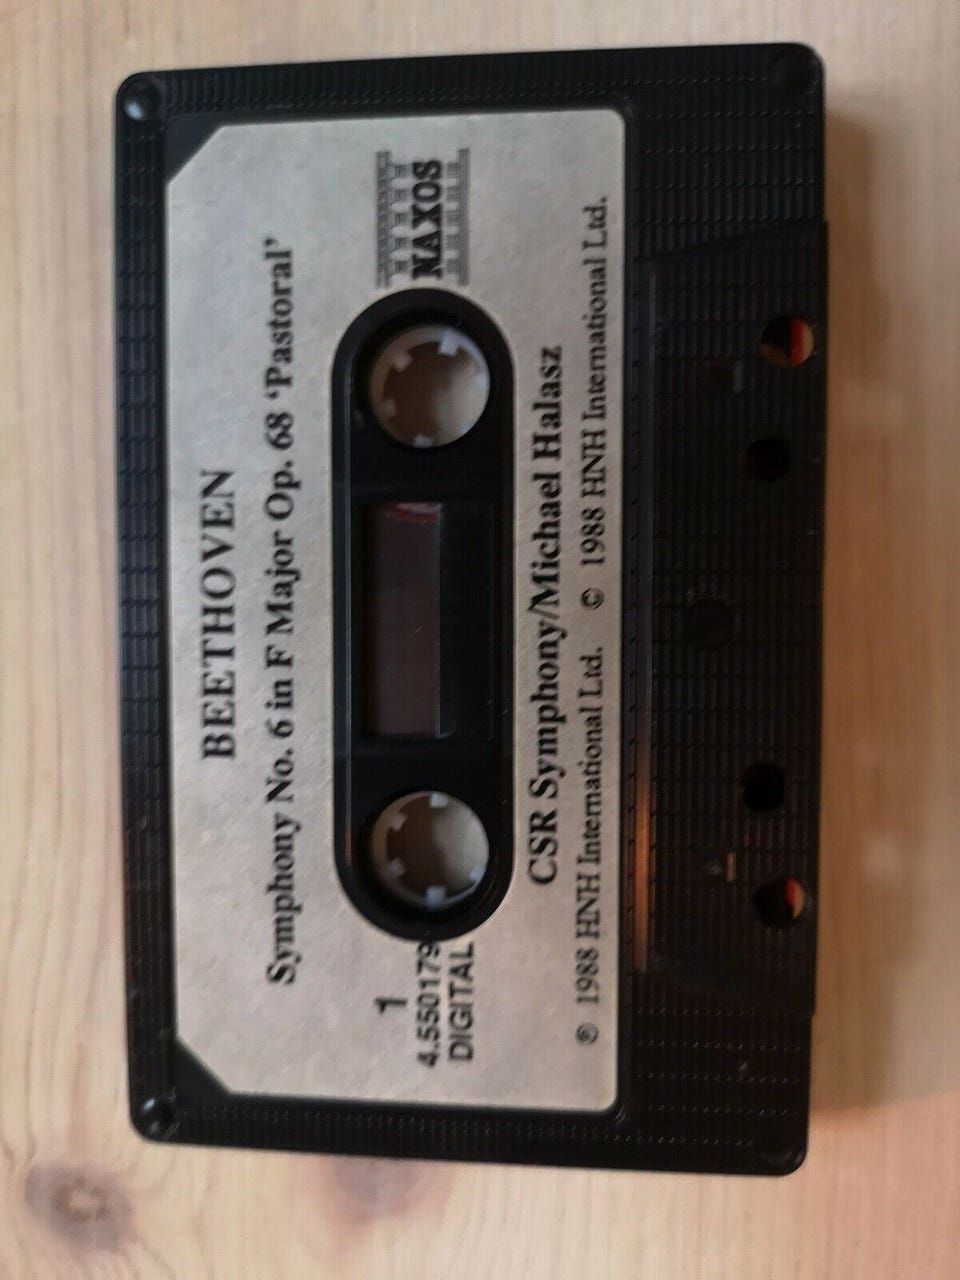 BEETHOVEN
Symphony No. 6 in F Major Op. 68 ‘Pastoral’
1
4.550179
DIGITAL
NAXOS
CSR Symphony/Michael Halasz
℗ 1988 HNH International Ltd. © 1988 HNH International Ltd.